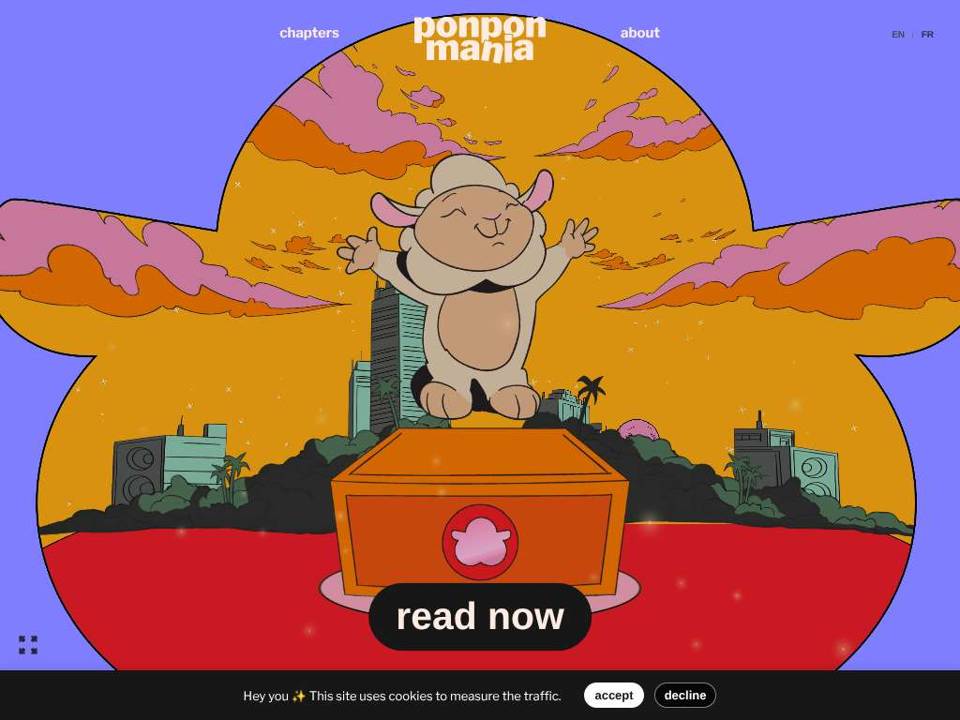 chapters
ponpon
mania
about
EN | FR
read now
Hey you ✨ This site uses cookies to measure the traffic.
accept
decline